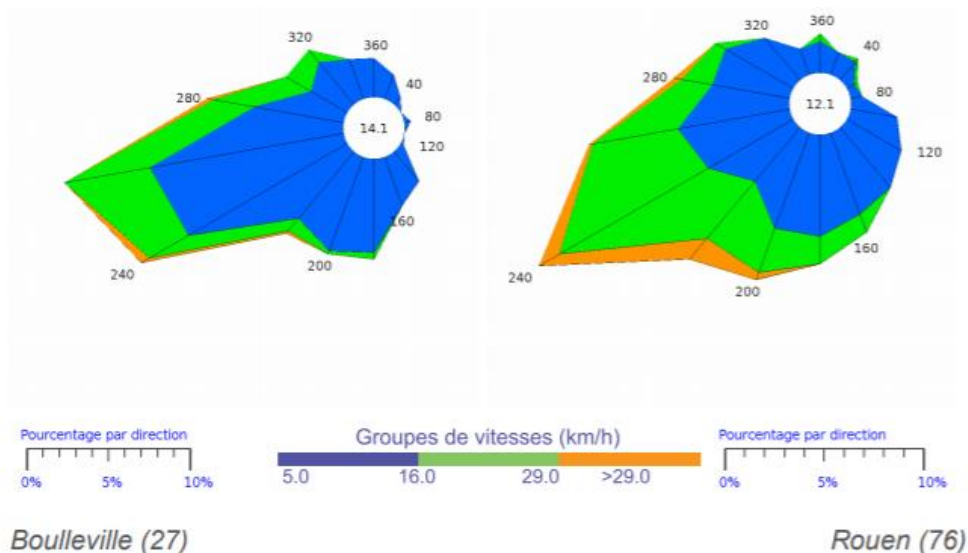 320
360
40
280
80
14.1
120
160
200
240
360
320
40
280
80
12.1
120
160
240
200
Pourcentage par direction
0% 5% 10%
Groupes de vitesses (km/h)
5.0 16.0 29.0 >29.0
Pourcentage par direction
0% 5% 10%
Boulleville (27)
Rouen (76)